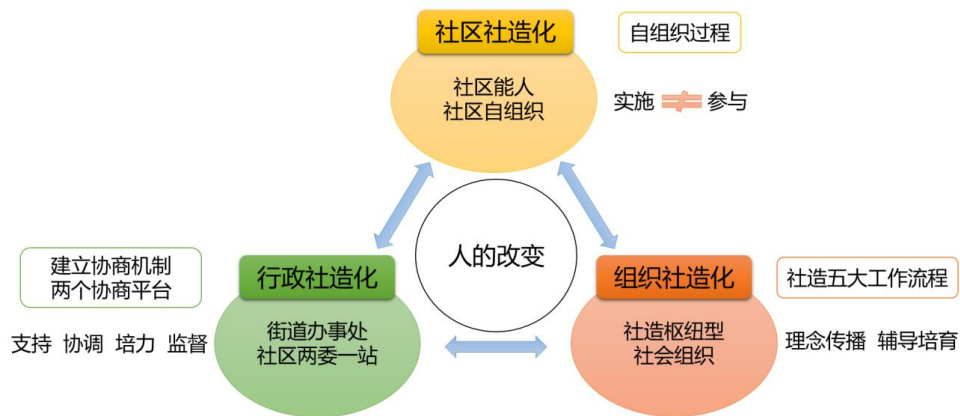 社区社造化
自组织过程
社区能人
社区自组织
实施 ≠ 参与
人的改变
建立协商机制
两个协商平台
行政社造化
组织社造化
社造五大工作流程
支持 协调 培力 监督
街道办事处
社区两委一站
社造枢纽型
社会组织
理念传播 辅导培育